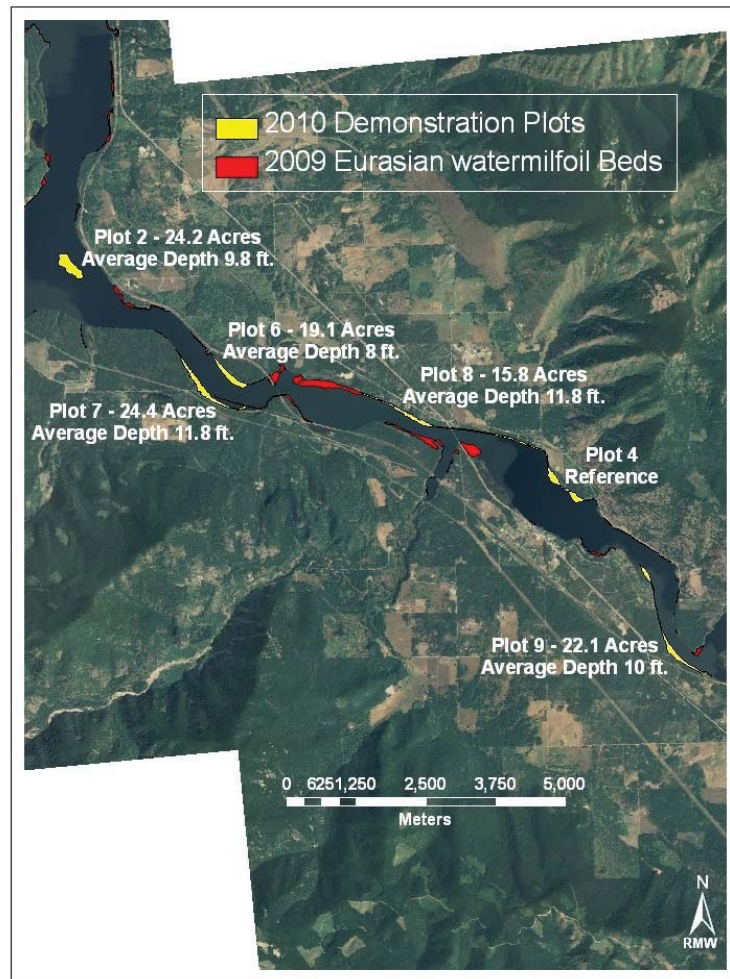 2010 Demonstration Plots
2009 Eurasian watermilfoil Beds
Plot 2 - 24.2 Acres
Average Depth 9.8 ft.
Plot 6 - 19.1 Acres
Average Depth 8 ft.
Plot 8 - 15.8 Acres
Average Depth 11.8 ft.
Plot 7 - 24.4 Acres
Average Depth 11.8 ft.
Plot 4
Reference
Plot 9 - 22.1 Acres
Average Depth 10 ft.
0 6251,250 2,500 3,750 5,000
Meters
N
RMW